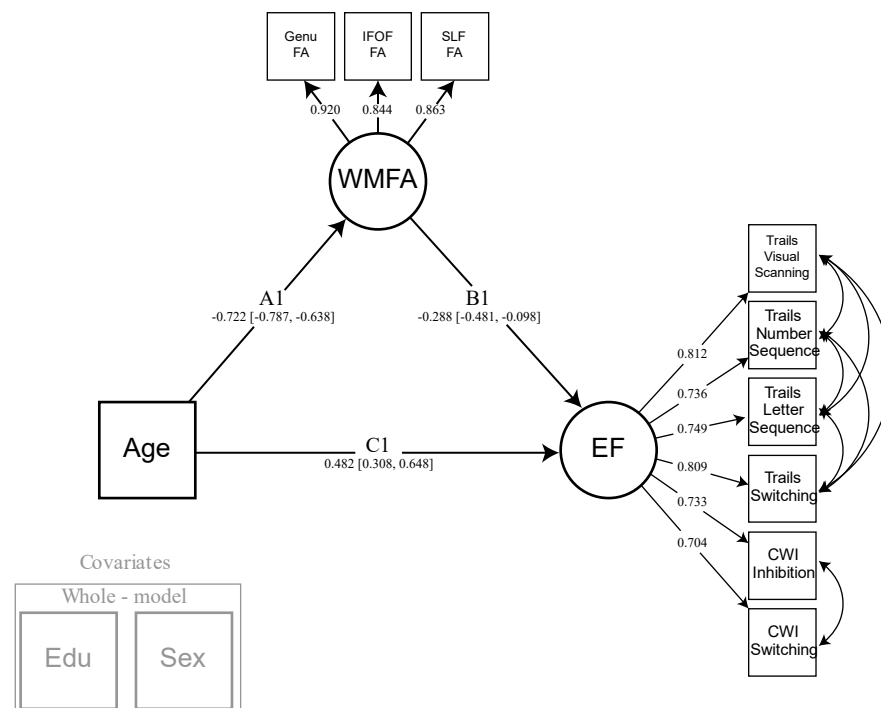 Genu
FA
IFOF
FA
SLF
FA
0.920
0.844
0.863
WMFA
A1
-0.722 [-0.787, -0.638]
B1
-0.288 [-0.481, -0.098]
Trails
Visual
Scanning
Trails
Number
Sequence
Trails
Letter
Sequence
Trails
Switching
CWI
Inhibition
CWI
Switching
0.812
0.736
0.749
0.809
0.733
0.704
Age
C1
0.482 [0.308, 0.648]
EF
Covariates
Whole - model
Edu
Sex